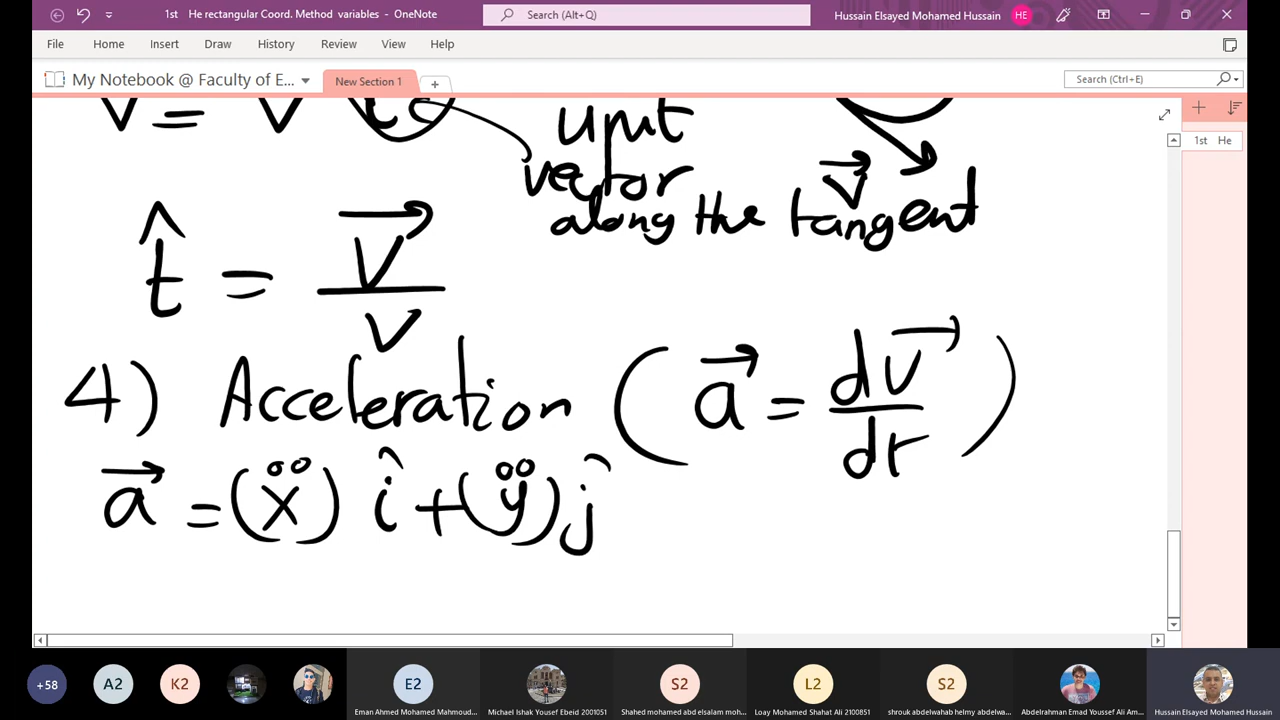 1st He rectangular Coord. Method variables - OneNote
Search (Alt+Q)
Hussain Elsayed Mohamed Hussain HE
File Home Insert Draw History Review View Help
My Notebook @ Faculty of E... New Section 1 +
Search (Ctrl+E)
1st He
V = V t
unit
vector
along the tangent
V
t̂ = V⃗ / V
4) Acceleration ( a⃗ = dV⃗ / dt )
a⃗ = (ẍ) î + (ÿ) ĵ
+58 A2 K2 E2 S2 L2 S2
Eman Ahmed Mohamed Mahmoud... Michael Ishak Yousef Ebeid 2001051 Shahed mohamed abd elsalam moh... Loay Mohamed Shahat Ali 2100851 shrouk abdelwahab helmy abdelwa... Abdelrahman Emad Youssef Ali Am... Hussain Elsayed Mohamed Hussain